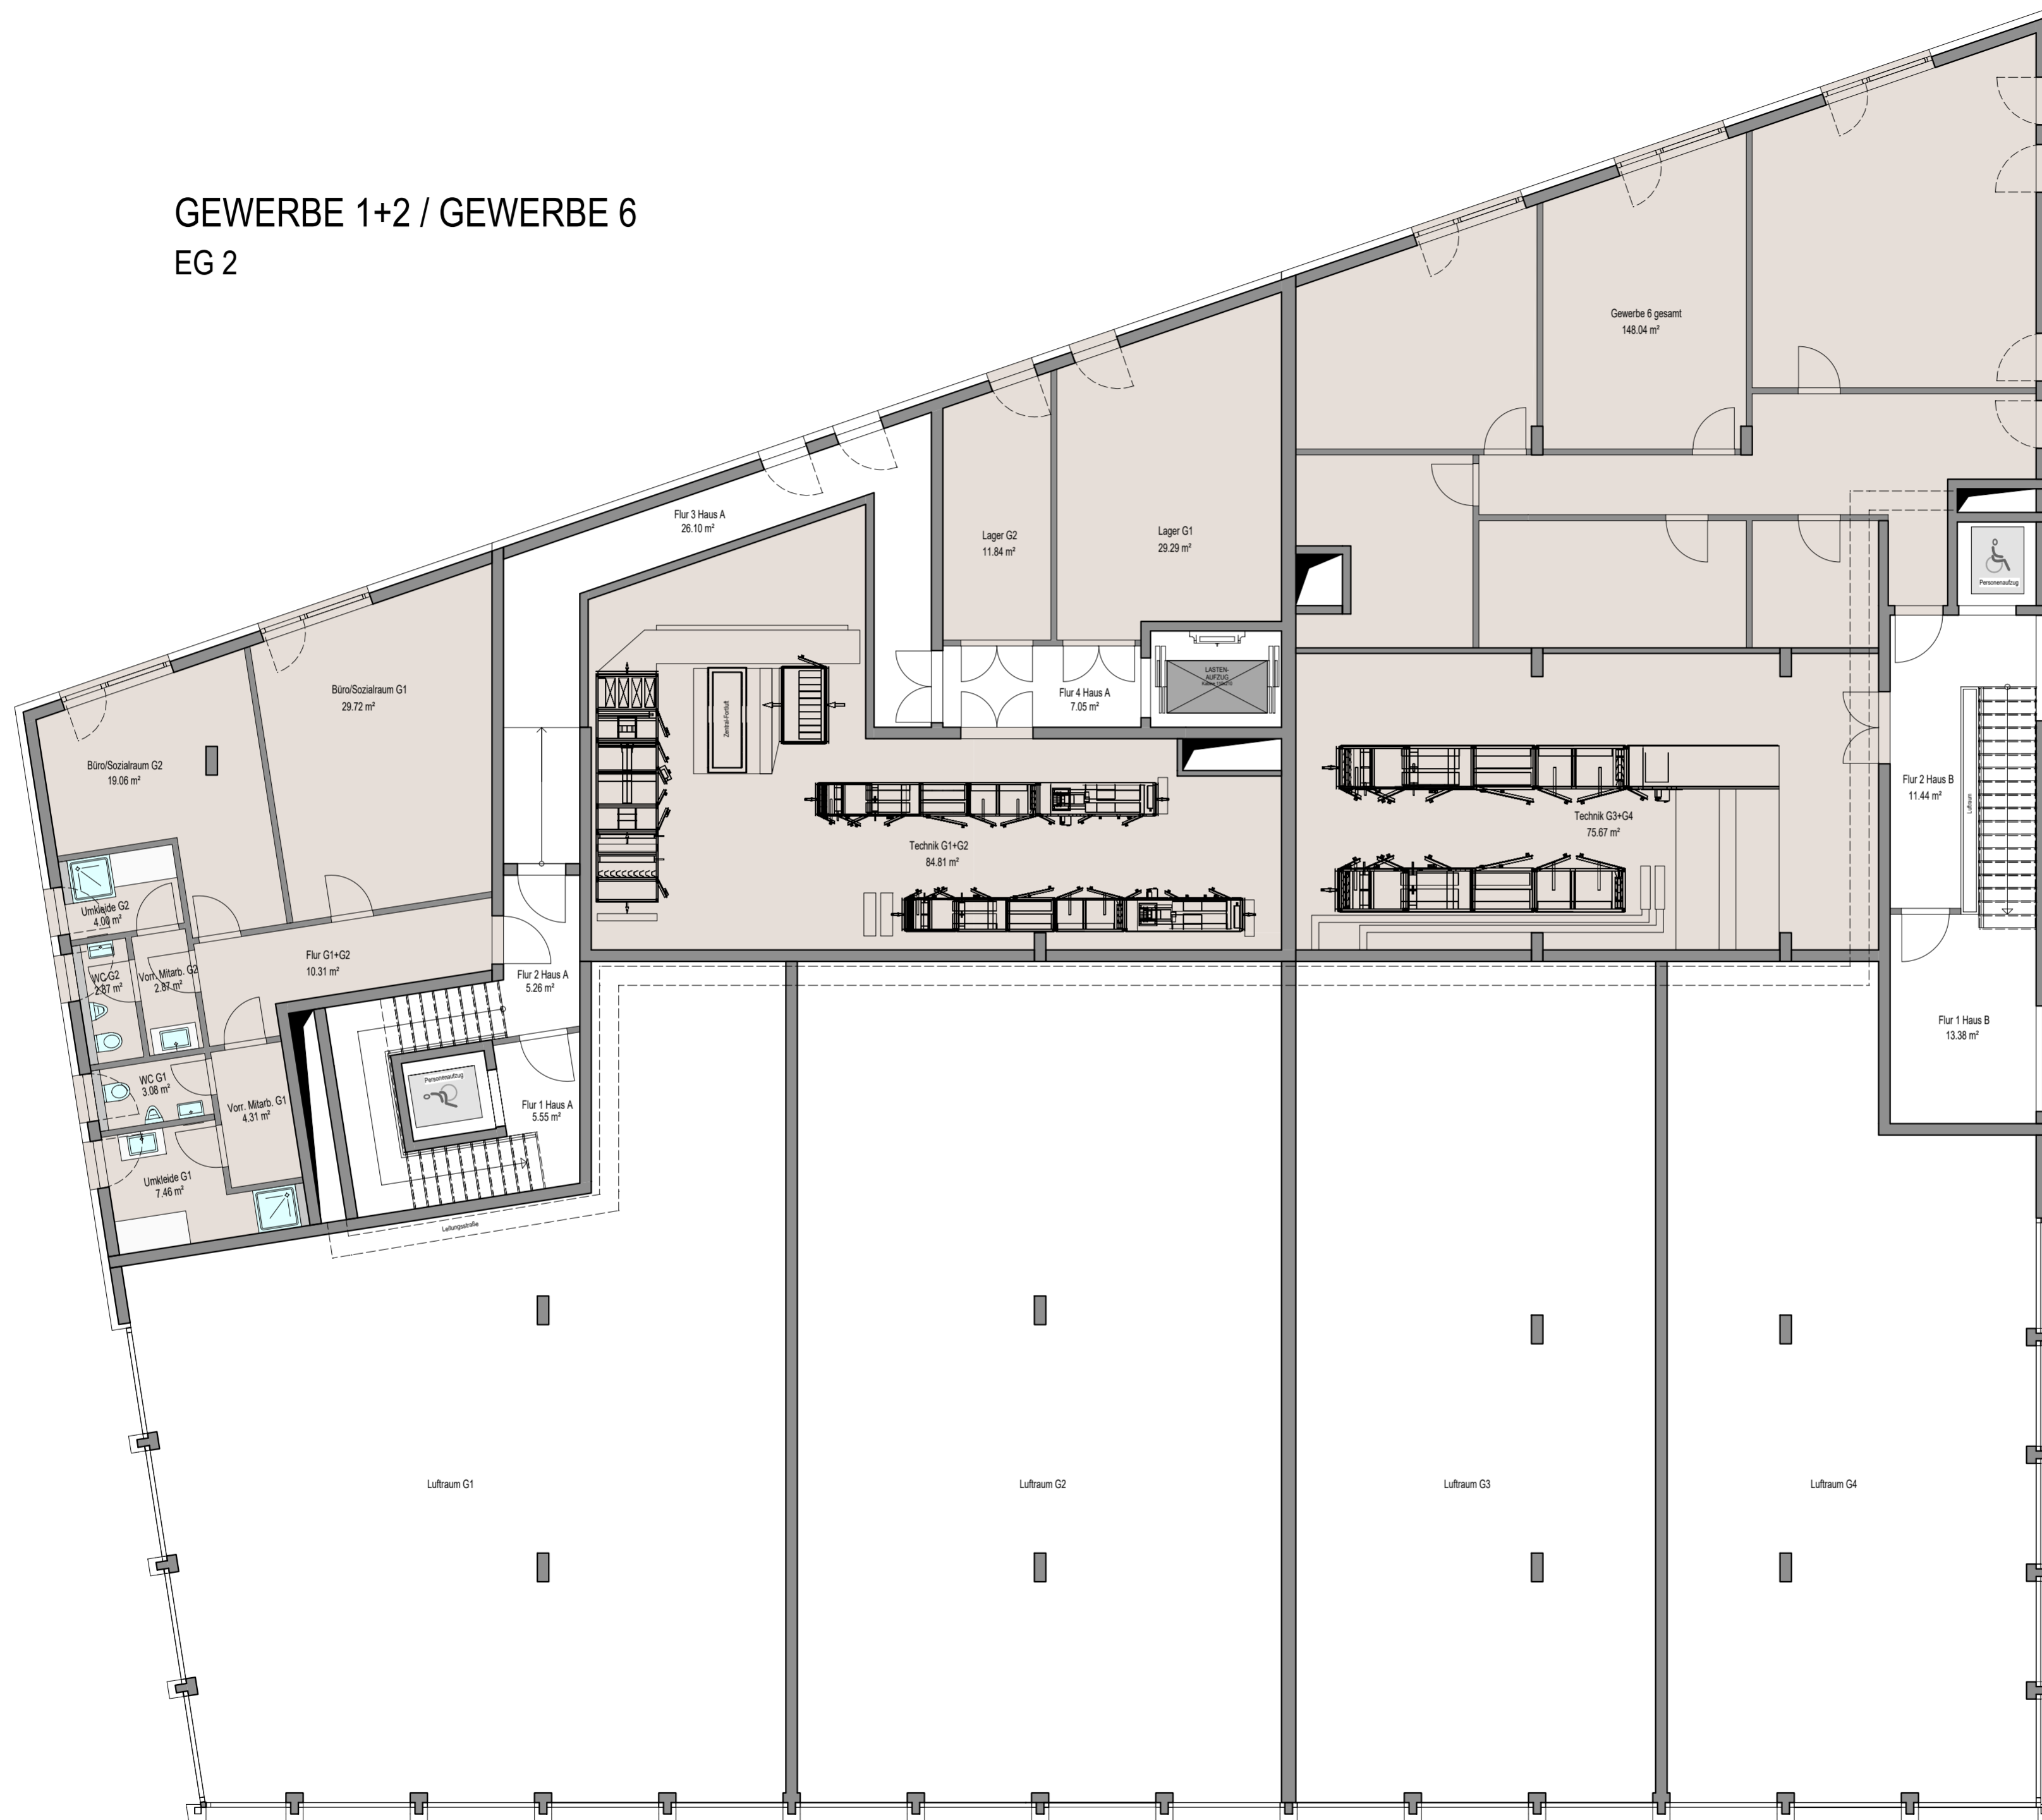 GEWERBE 1+2 / GEWERBE 6
EG 2
Gewerbe 6 gesamt
148.04 m²
Flur 3 Haus A
26.10 m²
Lager G2
11.84 m²
Lager G1
29.29 m²
Personenaufzug
Büro/Sozialraum G1
29.72 m²
Büro/Sozialraum G2
19.06 m²
Zentral-Fortluft
LASTEN-
AUFZUG
Flur 4 Haus A
7.05 m²
Flur 2 Haus B
11.44 m²
Luftraum
Technik G1+G2
84.81 m²
Technik G3+G4
75.67 m²
Umkleide G2
4.00 m²
WC G2
2.87 m²
Vorr. Mitarb. G2
2.87 m²
Flur G1+G2
10.31 m²
Flur 2 Haus A
5.26 m²
Flur 1 Haus B
13.38 m²
WC G1
3.08 m²
Vorr. Mitarb. G1
4.31 m²
Personenaufzug
Flur 1 Haus A
5.55 m²
Umkleide G1
7.46 m²
Leitungsstraße
Luftraum G1
Luftraum G2
Luftraum G3
Luftraum G4